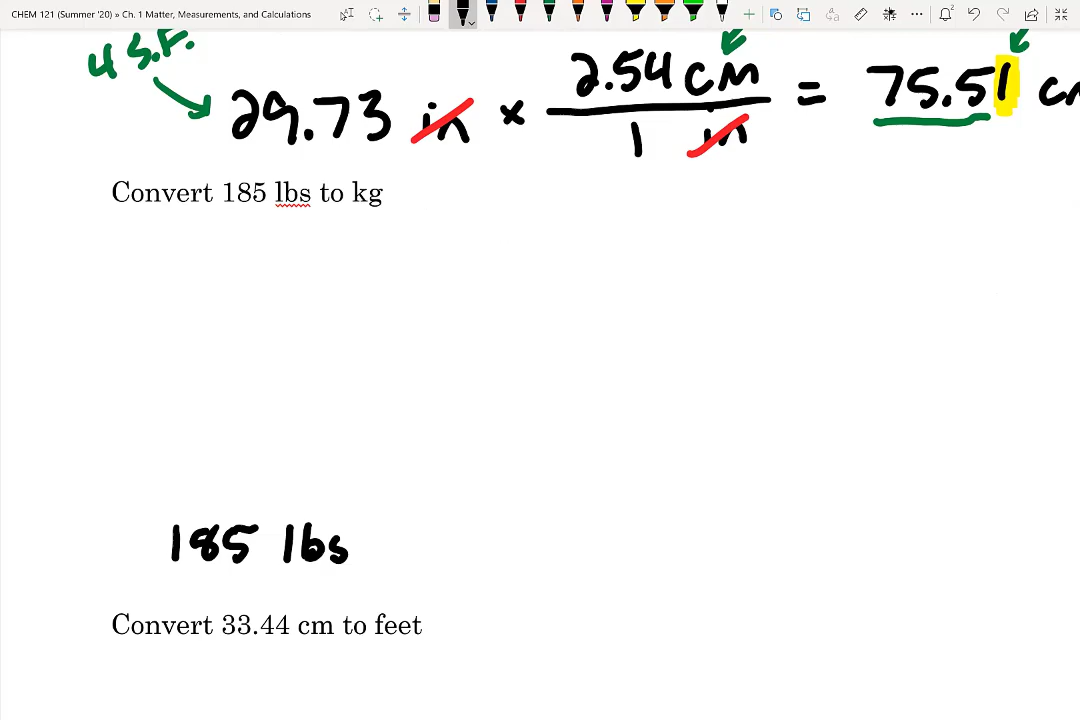 CHEM 121 (Summer '20) » Ch. 1 Matter, Measurements, and Calculations
4 S.F.
29.73 in × 2.54 cm / 1 in = 75.51 cm
Convert 185 lbs to kg
185 lbs
Convert 33.44 cm to feet